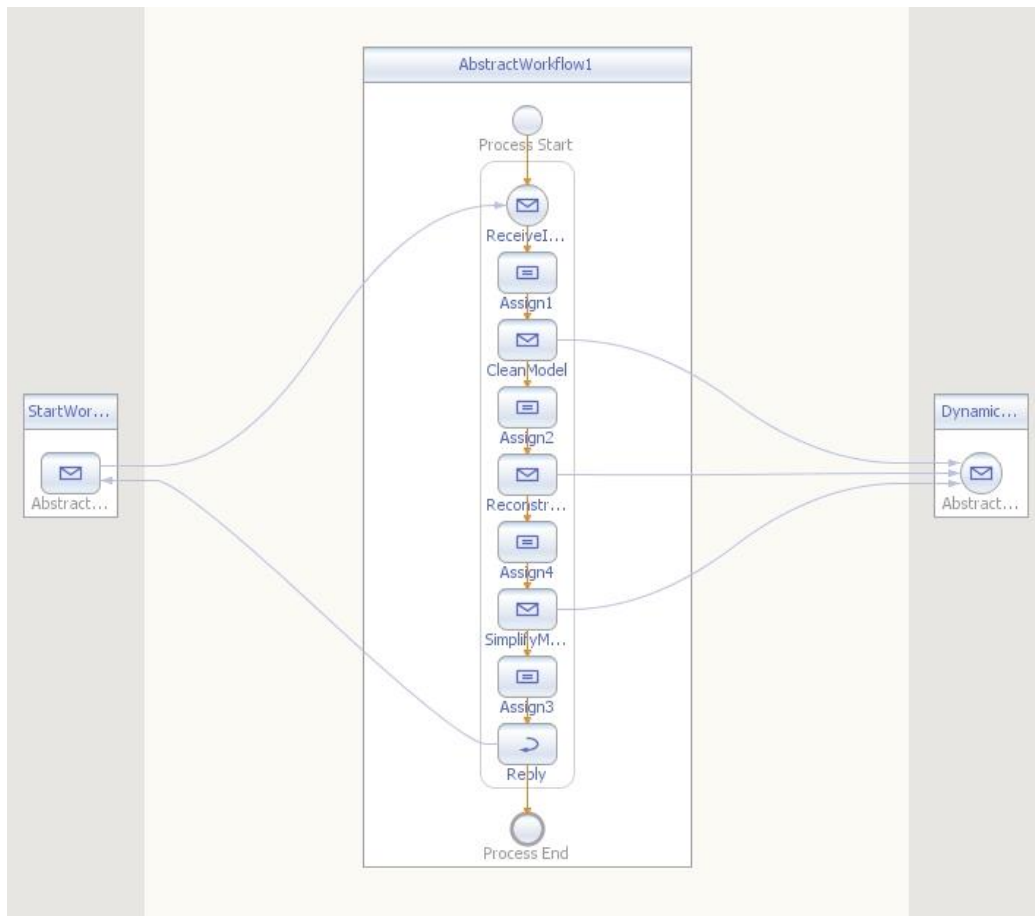 AbstractWorkflow1
Process Start
ReceiveI...
Assign1
CleanModel
Assign2
StartWor...
Dynamic...
Reconstr...
Abstract...
Abstract...
Assign4
SimplifyM...
Assign3
Reply
Process End